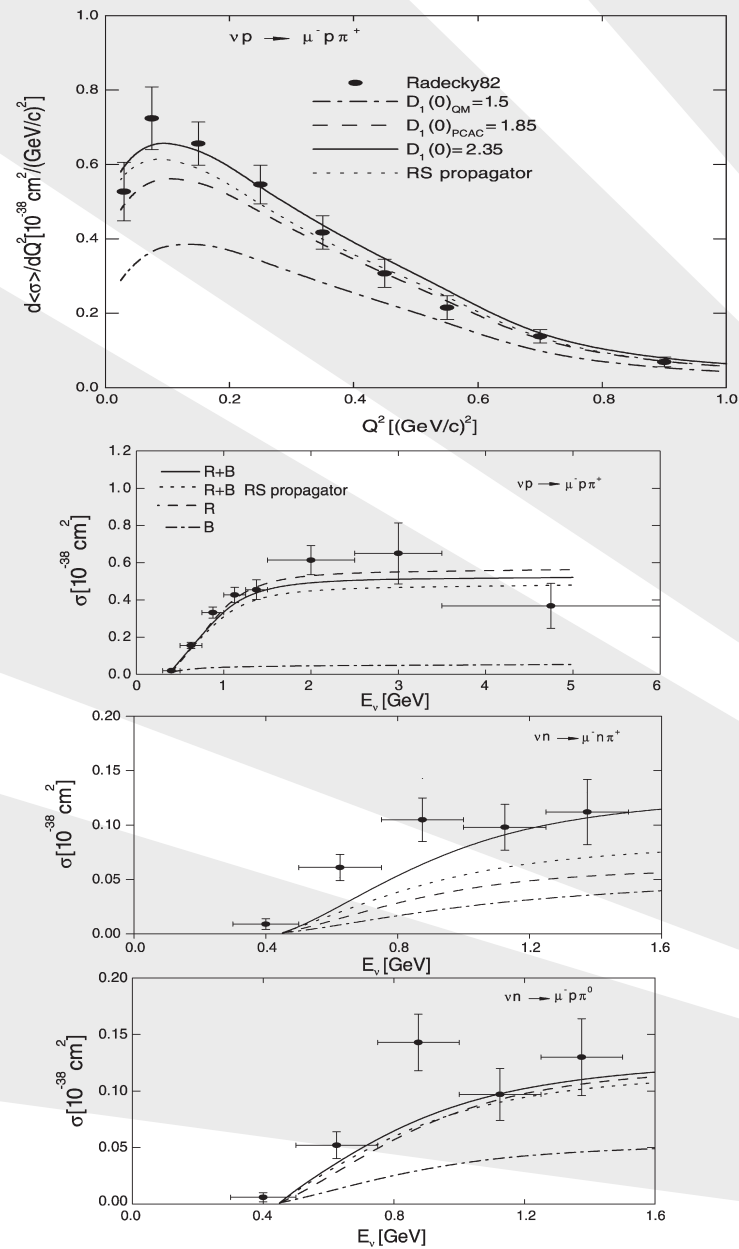 1.0
0.8
0.6
0.4
0.2
0.0
d<σ>/dQ²[10⁻³⁸ cm²/(GeV/c)²]
νp → μ⁻pπ⁺
Radecky82
D₁(0)QM=1.5
D₁(0)PCAC=1.85
D₁(0)=2.35
RS propagator
0.0 0.2 0.4 0.6 0.8 1.0
Q² [(GeV/c)²]
1.2
1.0
0.8
0.6
0.4
0.2
0.0
σ[10⁻³⁸ cm²]
R+B
R+B RS propagator
R
B
νp → μ⁻pπ⁺
0 1 2 3 4 5 6
Eν[GeV]
0.20
0.15
0.10
0.05
0.00
σ[10⁻³⁸ cm²]
νn → μ⁻nπ⁺
0.0 0.4 0.8 1.2 1.6
Eν[GeV]
0.20
0.15
0.10
0.05
0.00
σ[10⁻³⁸ cm²]
νn → μ⁻pπ⁰
0.0 0.4 0.8 1.2 1.6
Eν[GeV]